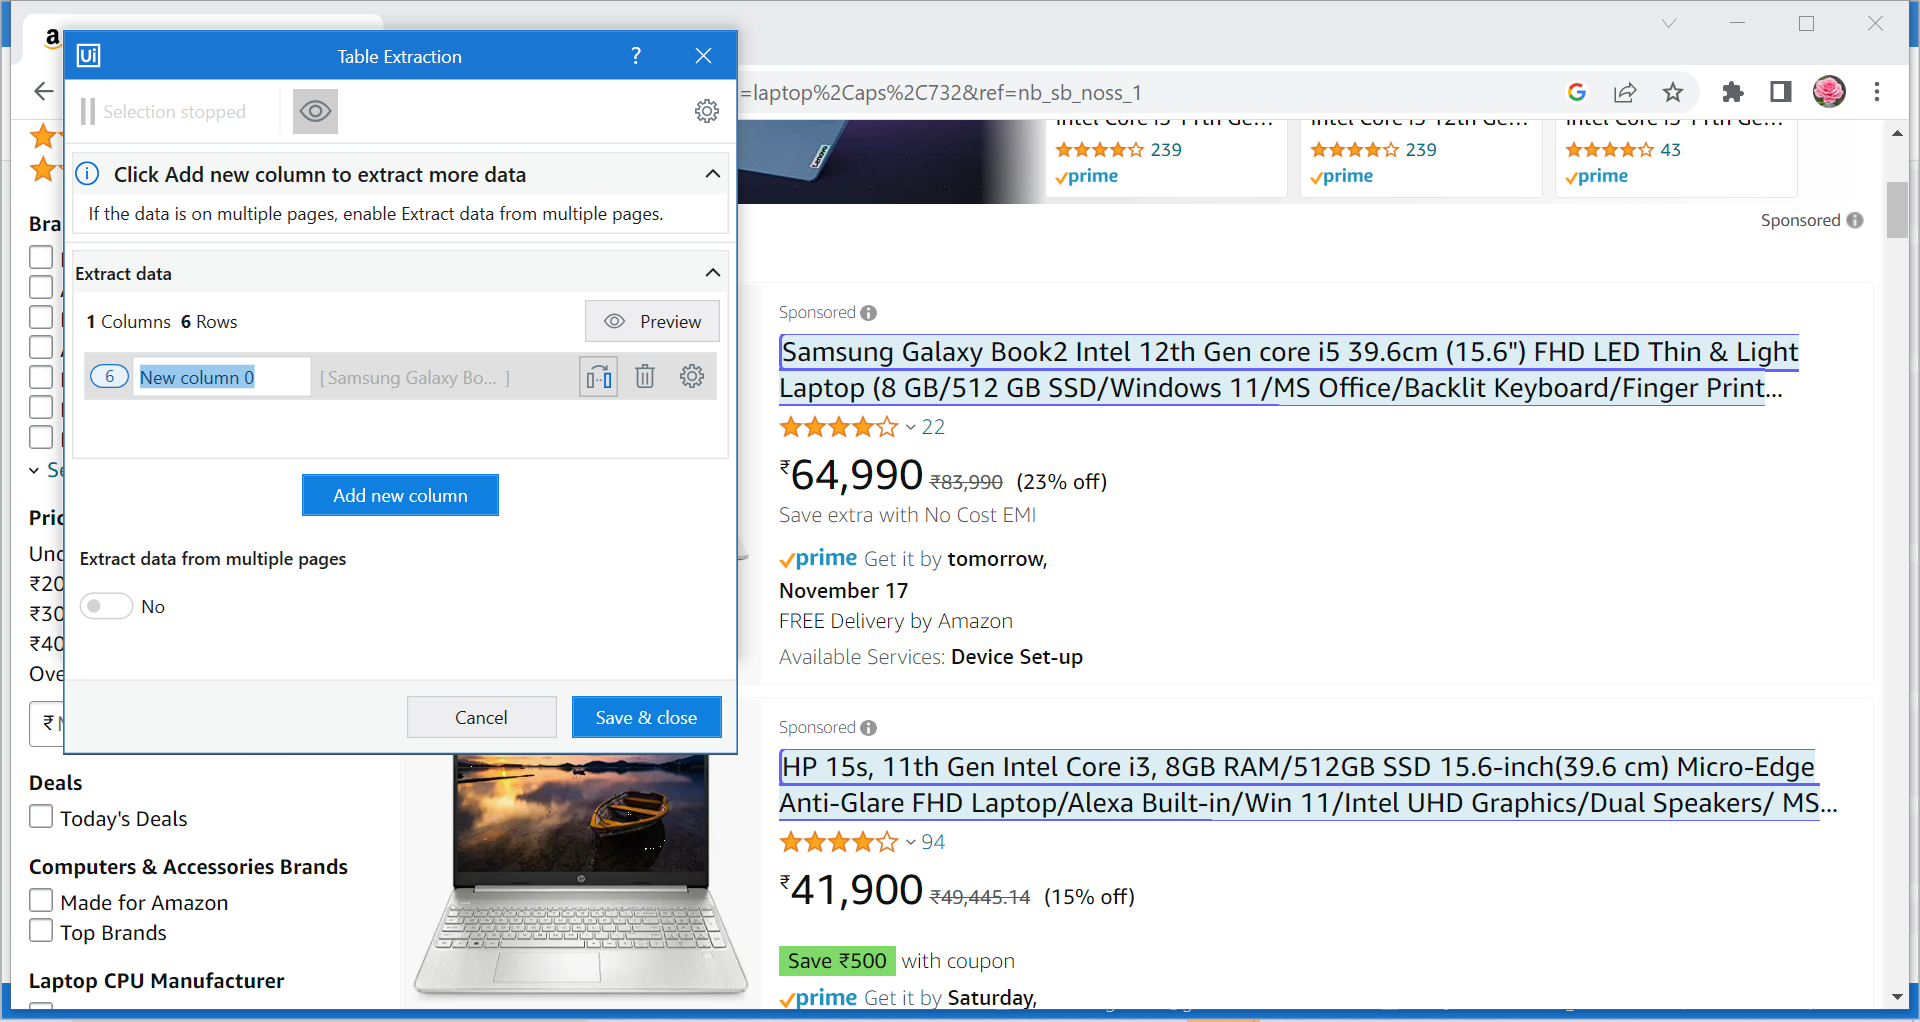 a
Ui Table Extraction ?
Selection stopped
Click Add new column to extract more data
If the data is on multiple pages, enable Extract data from multiple pages.
Extract data
1 Columns 6 Rows
Preview
6 New column 0 [ Samsung Galaxy Bo... ]
Add new column
Extract data from multiple pages
No
Cancel
Save & close
=laptop%2Caps%2C732&ref=nb_sb_noss_1
G
Lenovo
239
prime
239
prime
43
prime
Sponsored
Bra
Se
Pric
Und
₹20
₹30
₹40
Ove
₹
Deals
Today's Deals
Computers & Accessories Brands
Made for Amazon
Top Brands
Laptop CPU Manufacturer
Sponsored
Samsung Galaxy Book2 Intel 12th Gen core i5 39.6cm (15.6") FHD LED Thin & Light
Laptop (8 GB/512 GB SSD/Windows 11/MS Office/Backlit Keyboard/Finger Print...
22
₹64,990 ₹83,990 (23% off)
Save extra with No Cost EMI
prime Get it by tomorrow,
November 17
FREE Delivery by Amazon
Available Services: Device Set-up
Sponsored
HP 15s, 11th Gen Intel Core i3, 8GB RAM/512GB SSD 15.6-inch(39.6 cm) Micro-Edge
Anti-Glare FHD Laptop/Alexa Built-in/Win 11/Intel UHD Graphics/Dual Speakers/ MS...
94
₹41,900 ₹49,445.14 (15% off)
Save ₹500 with coupon
prime Get it by Saturday,